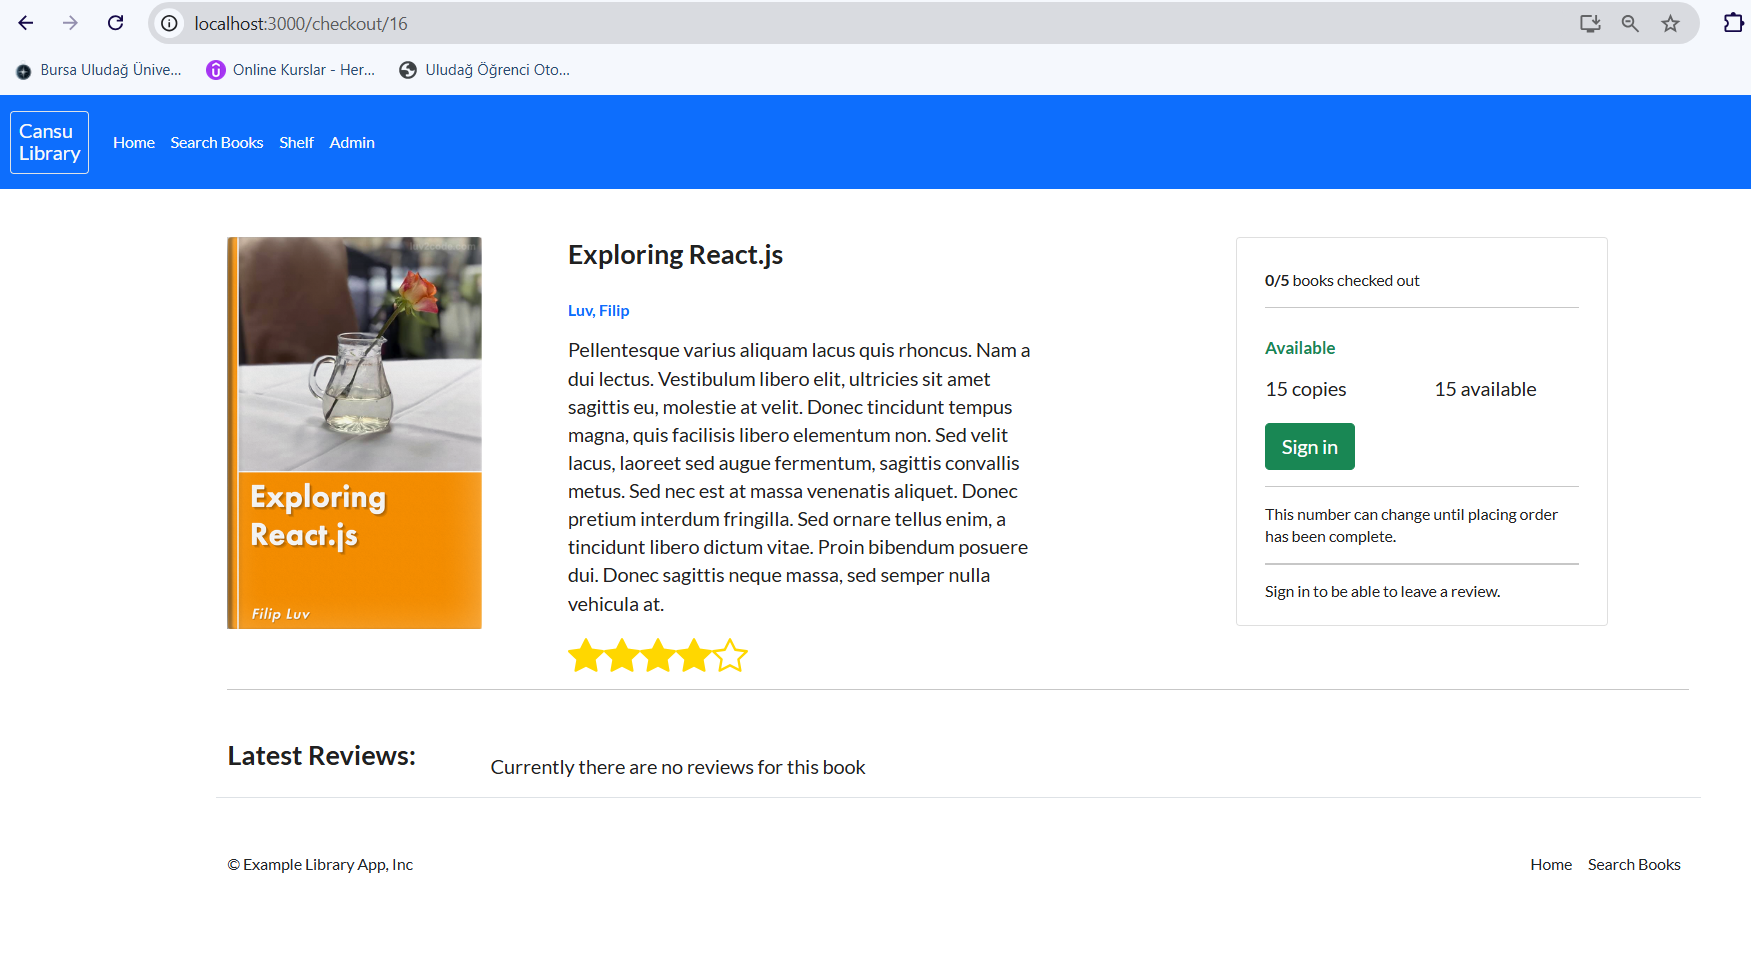 localhost:3000/checkout/16
Bursa Uludağ Ünive...
Online Kurslar - Her...
Uludağ Öğrenci Oto...
Cansu
Library
Home
Search Books
Shelf
Admin
luv2code.com
Exploring
React.js
Filip Luv
Exploring React.js
Luv, Filip
Pellentesque varius aliquam lacus quis rhoncus. Nam a
dui lectus. Vestibulum libero elit, ultricies sit amet
sagittis eu, molestie at velit. Donec tincidunt tempus
magna, quis facilisis libero elementum non. Sed velit
lacus, laoreet sed augue fermentum, sagittis convallis
metus. Sed nec est at massa venenatis aliquet. Donec
pretium interdum fringilla. Sed ornare tellus enim, a
tincidunt libero dictum vitae. Proin bibendum posuere
dui. Donec sagittis neque massa, sed semper nulla
vehicula at.
0/5 books checked out
Available
15 copies
15 available
Sign in
This number can change until placing order
has been complete.
Sign in to be able to leave a review.
Latest Reviews:
Currently there are no reviews for this book
© Example Library App, Inc
Home
Search Books